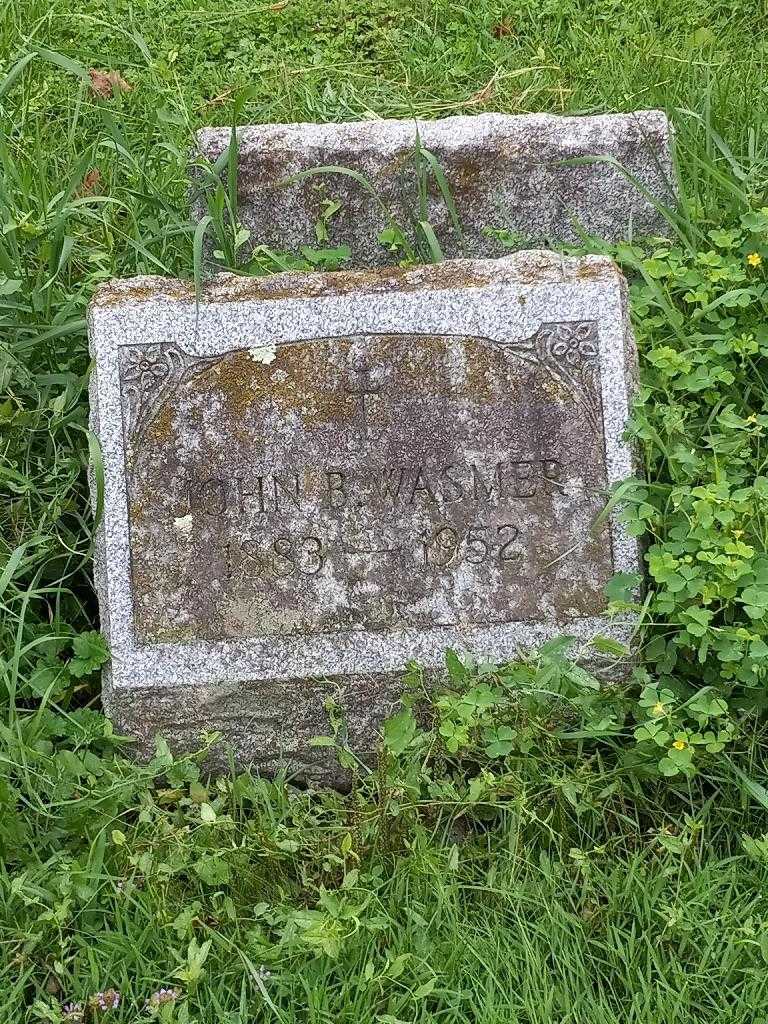 JOHN B. WASMER
1883 — 1952